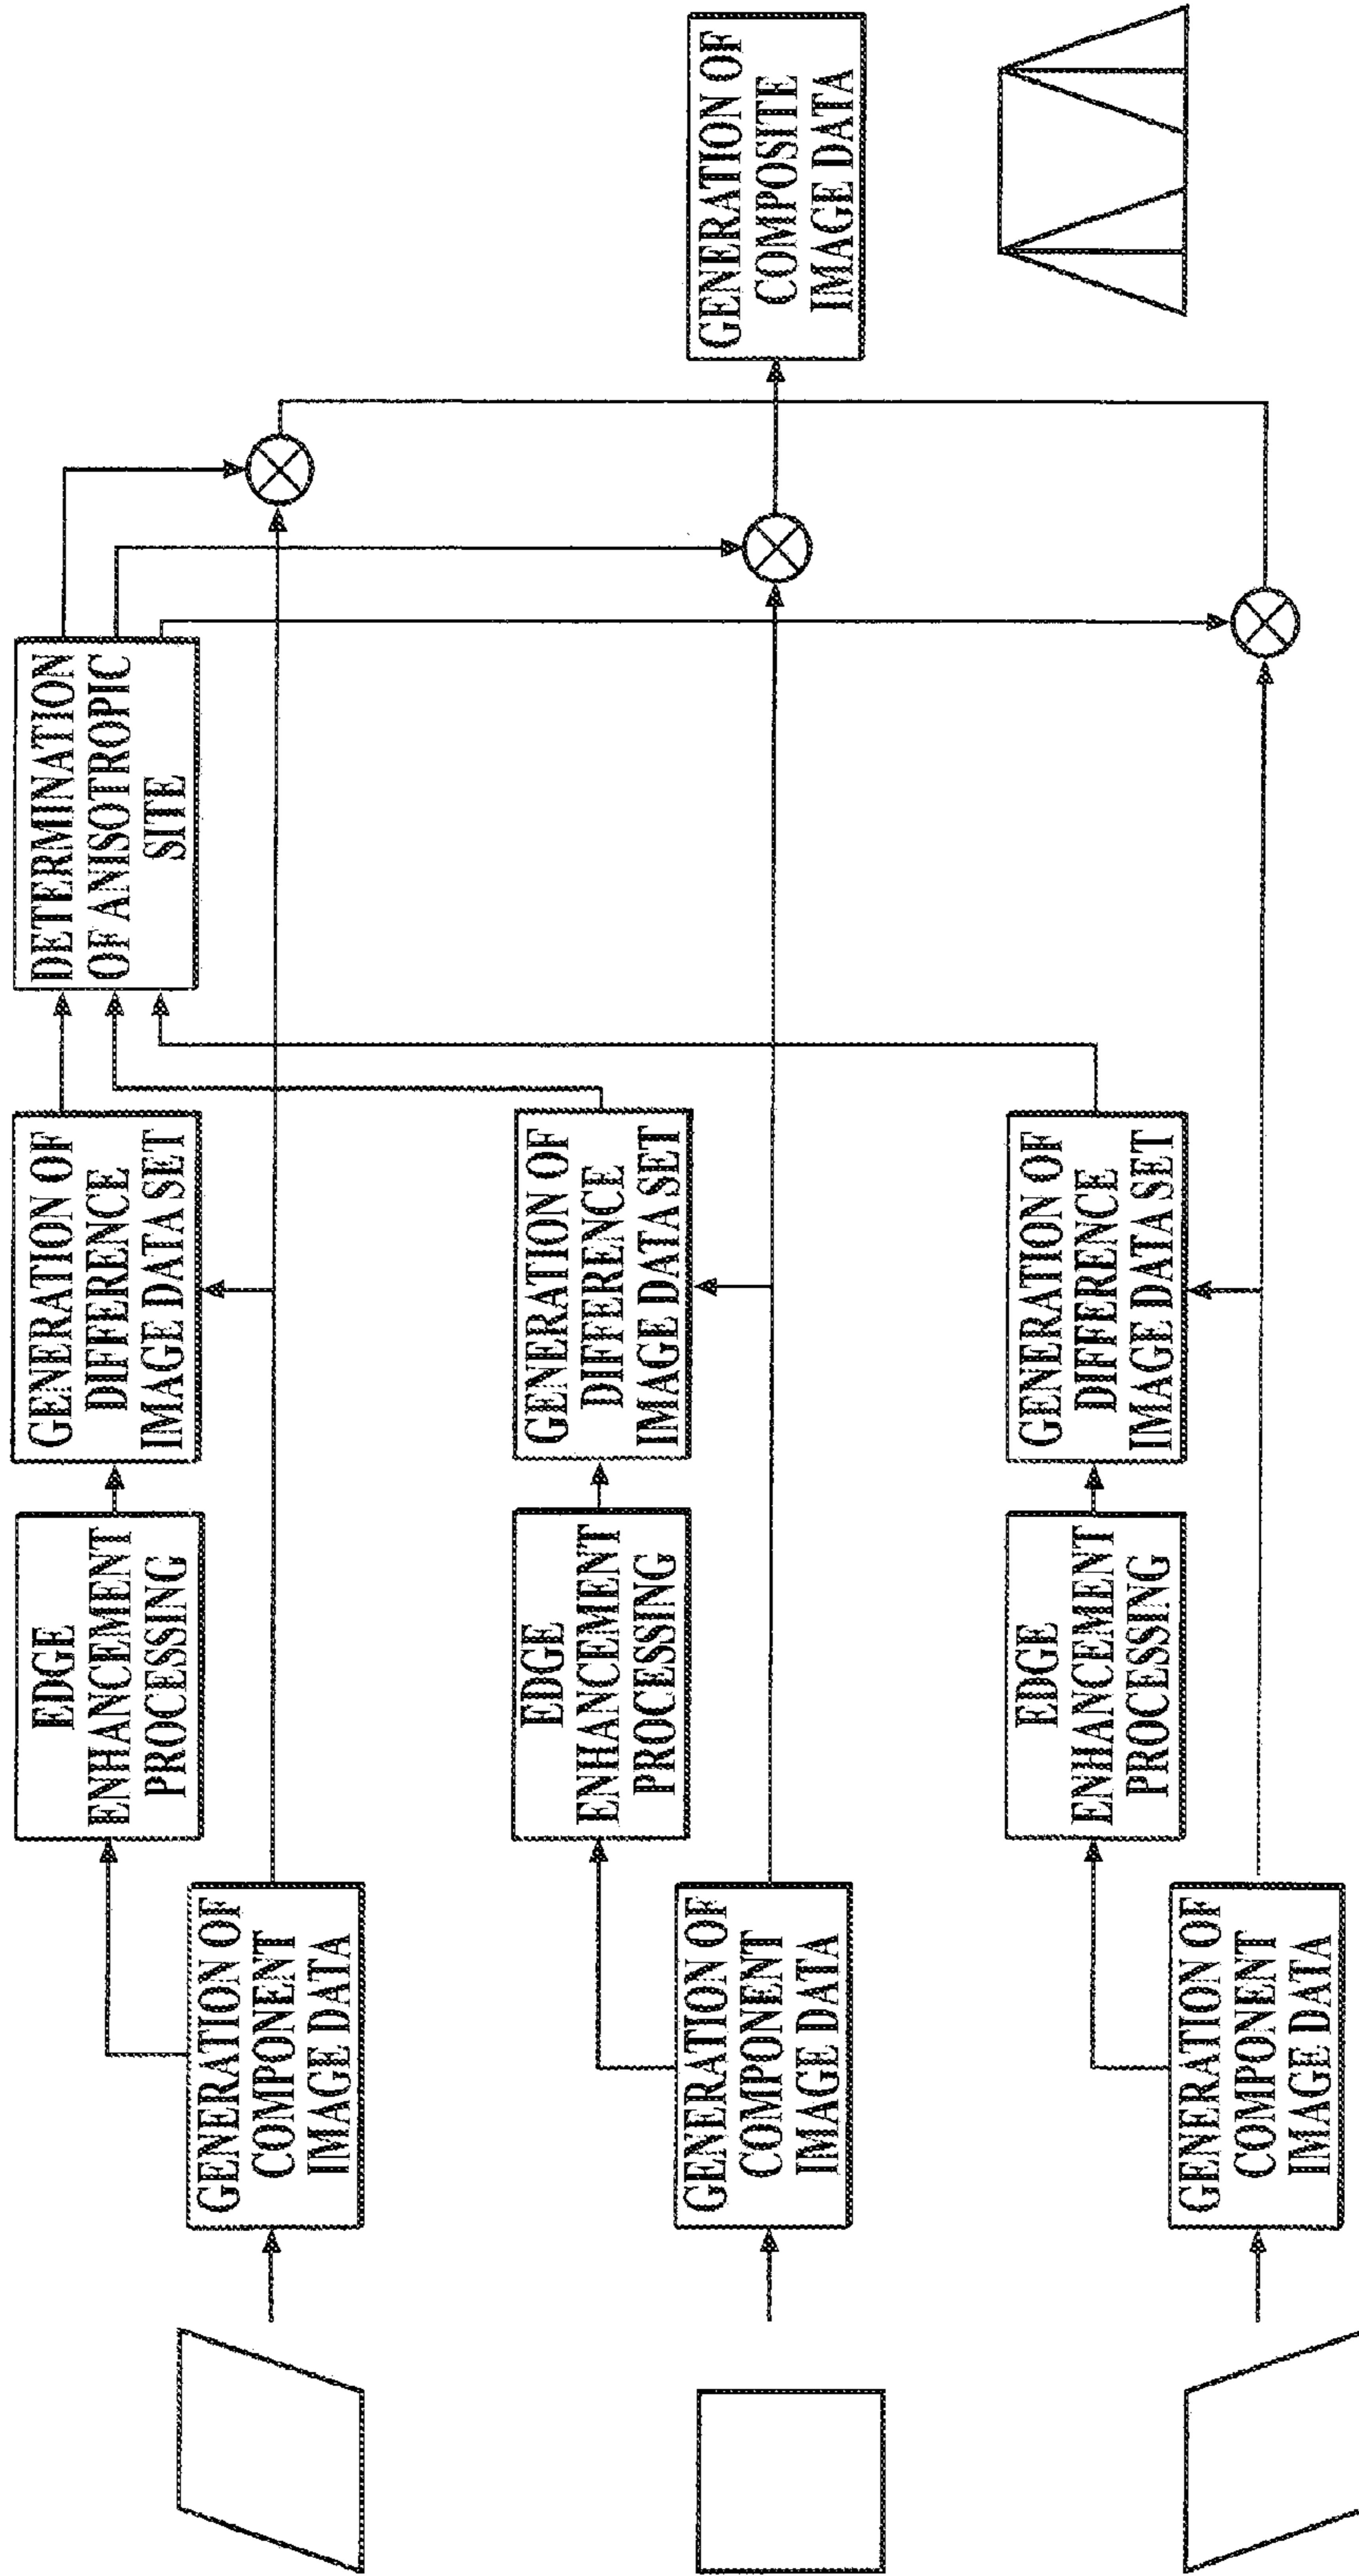 GENERATION OF
COMPONENT
IMAGE DATA
EDGE
ENHANCEMENT
PROCESSING
GENERATION OF
DIFFERENCE
IMAGE DATA SET
DETERMINATION
OF ANISOTROPIC
SITE
GENERATION OF
COMPONENT
IMAGE DATA
EDGE
ENHANCEMENT
PROCESSING
GENERATION OF
DIFFERENCE
IMAGE DATA SET
GENERATION OF
COMPOSITE
IMAGE DATA
GENERATION OF
COMPONENT
IMAGE DATA
EDGE
ENHANCEMENT
PROCESSING
GENERATION OF
DIFFERENCE
IMAGE DATA SET